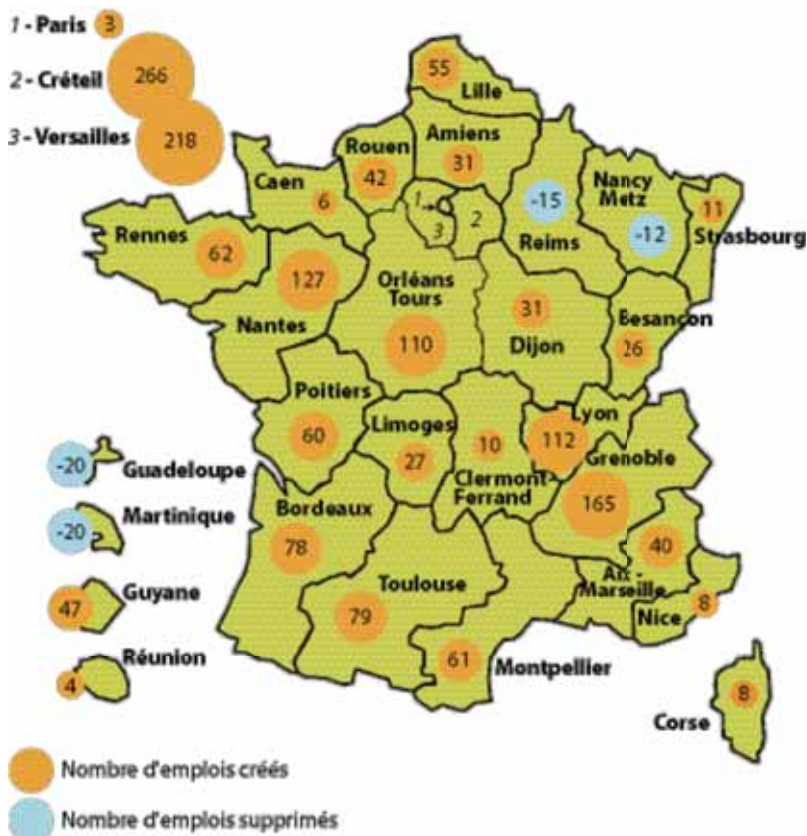 1 - Paris 3
2 - Créteil 266
3 - Versailles 218
55
Lille
Amiens
31
Rouen
42
Caen
6
1
2
3
-15
Reims
Nancy
Metz
-12
11
Strasbourg
Rennes
62
127
Nantes
Orléans
Tours
110
31
Dijon
Besançon
26
Poitiers
60
Limoges
27
10
Clermont-
Ferrand
Lyon
112
Grenoble
165
-20
Guadeloupe
-20
Martinique
47
Guyane
4
Réunion
Bordeaux
78
Toulouse
79
61
Montpellier
40
Aix-
Marseille
Nice
8
8
Corse
Nombre d'emplois créés
Nombre d'emplois supprimés